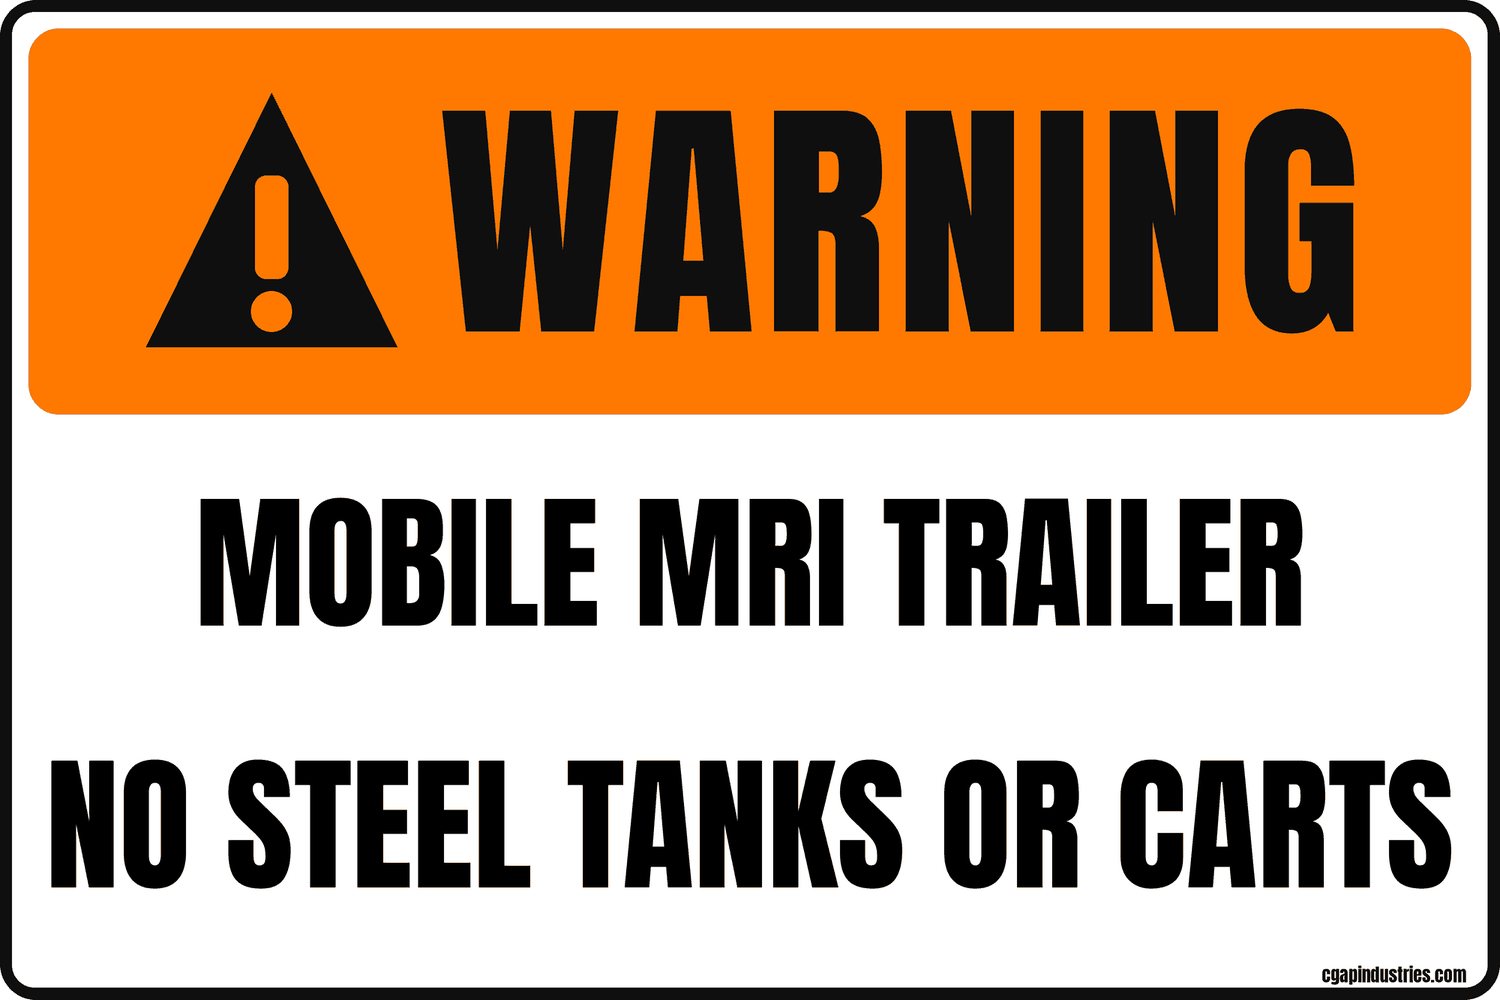 WARNING
MOBILE MRI TRAILER
NO STEEL TANKS OR CARTS
cgapindustries.com